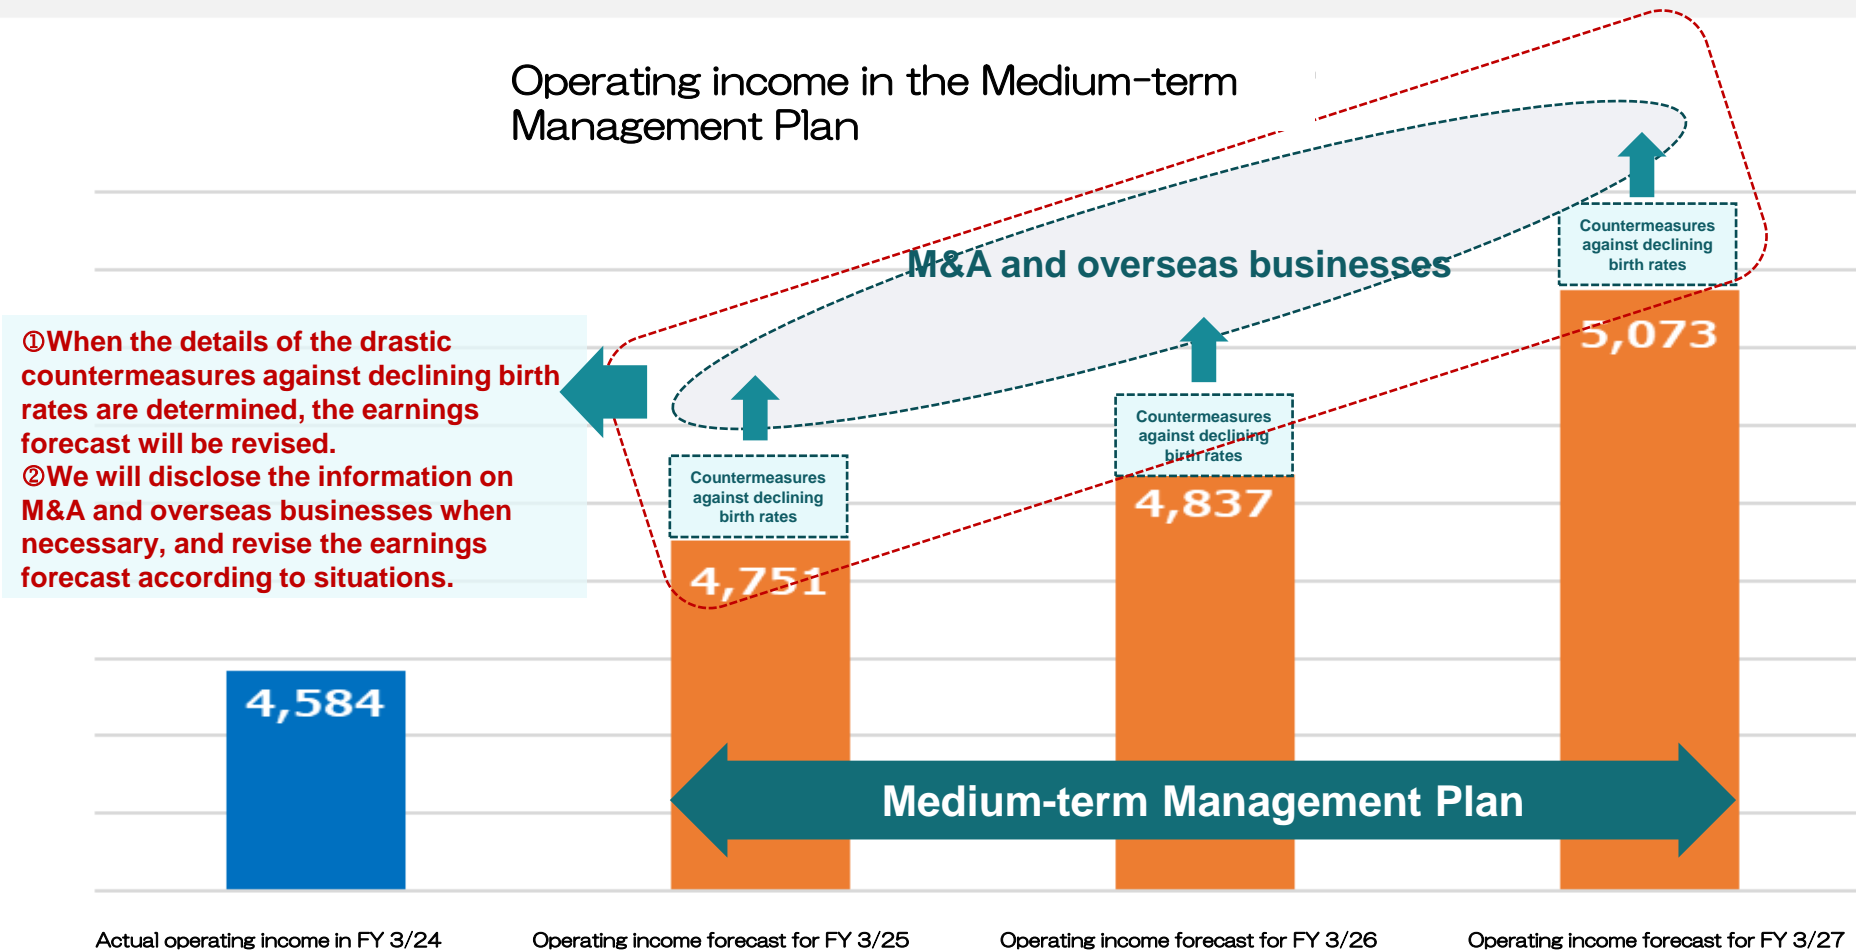 Operating income in the Medium-term
Management Plan
M&A and overseas businesses
Countermeasures
against declining
birth rates
5,073
①When the details of the drastic
countermeasures against declining birth
rates are determined, the earnings
forecast will be revised.
②We will disclose the information on
M&A and overseas businesses when
necessary, and revise the earnings
forecast according to situations.
Countermeasures
against declining
birth rates
4,837
Countermeasures
against declining
birth rates
4,751
4,584
Medium-term Management Plan
Actual operating income in FY 3/24
Operating income forecast for FY 3/25
Operating income forecast for FY 3/26
Operating income forecast for FY 3/27